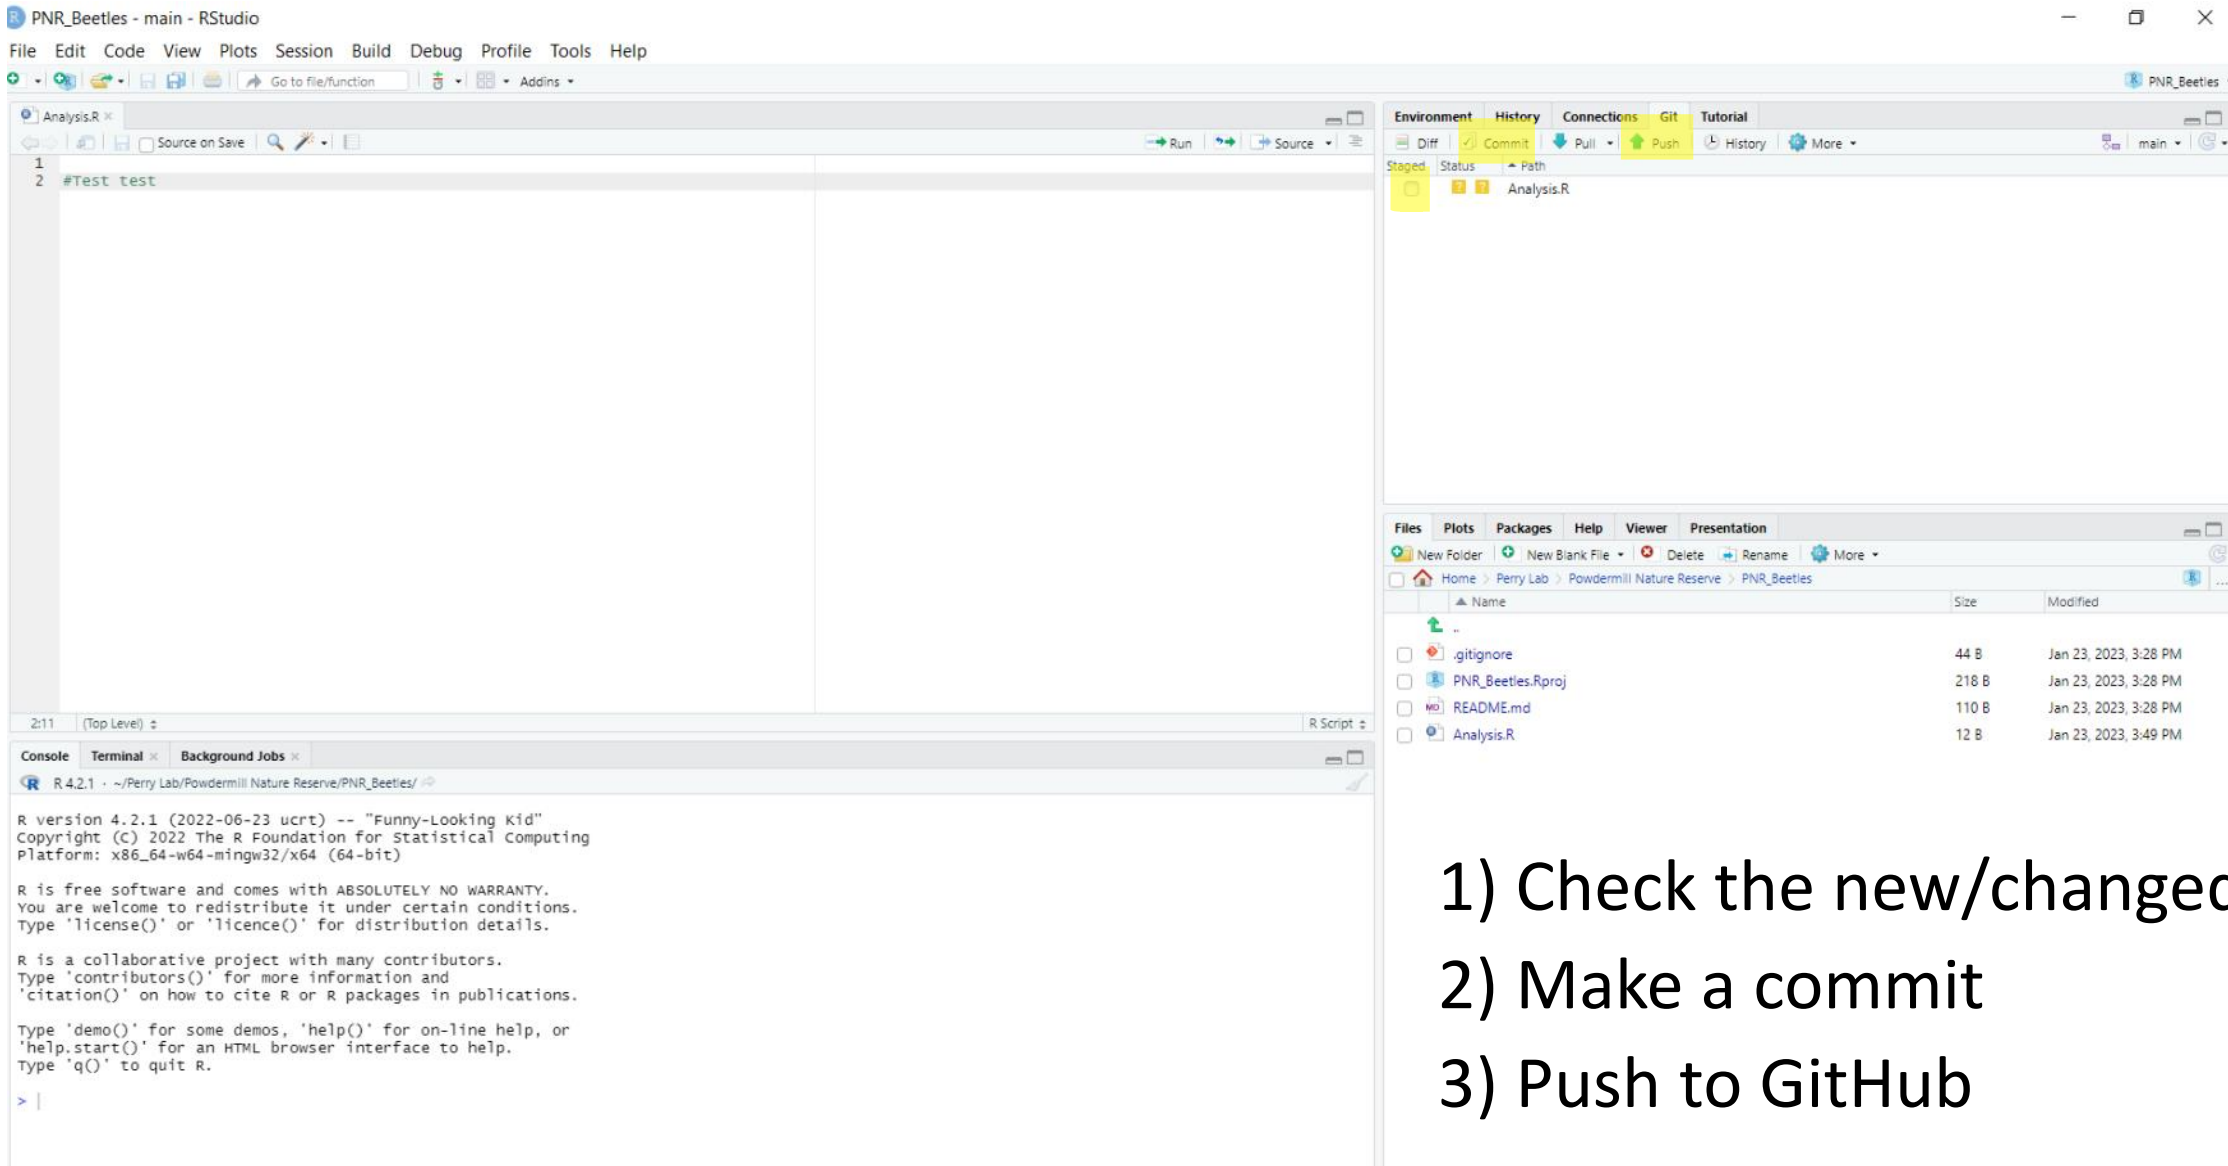 PNR_Beetles - main - RStudio
File Edit Code View Plots Session Build Debug Profile Tools Help
Go to file/function Addins PNR_Beetles
Analysis.R
Source on Save Run Source
1
2 #Test test
2:11 (Top Level) R Script
Console Terminal Background Jobs
R 4.2.1 · ~/Perry Lab/Powdermill Nature Reserve/PNR_Beetles/
R version 4.2.1 (2022-06-23 ucrt) -- "Funny-Looking Kid"
Copyright (C) 2022 The R Foundation for Statistical Computing
Platform: x86_64-w64-mingw32/x64 (64-bit)
R is free software and comes with ABSOLUTELY NO WARRANTY.
You are welcome to redistribute it under certain conditions.
Type 'license()' or 'licence()' for distribution details.
R is a collaborative project with many contributors.
Type 'contributors()' for more information and
'citation()' on how to cite R or R packages in publications.
Type 'demo()' for some demos, 'help()' for on-line help, or
'help.start()' for an HTML browser interface to help.
Type 'q()' to quit R.
>
Environment History Connections Git Tutorial
Diff Commit Pull Push History More main
Staged Status Path
? ? Analysis.R
Files Plots Packages Help Viewer Presentation
New Folder New Blank File Delete Rename More
Home Perry Lab Powdermill Nature Reserve PNR_Beetles ...
Name Size Modified
..
.gitignore 44 B Jan 23, 2023, 3:28 PM
PNR_Beetles.Rproj 218 B Jan 23, 2023, 3:28 PM
README.md 110 B Jan 23, 2023, 3:28 PM
Analysis.R 12 B Jan 23, 2023, 3:49 PM
1) Check the new/changed
2) Make a commit
3) Push to GitHub